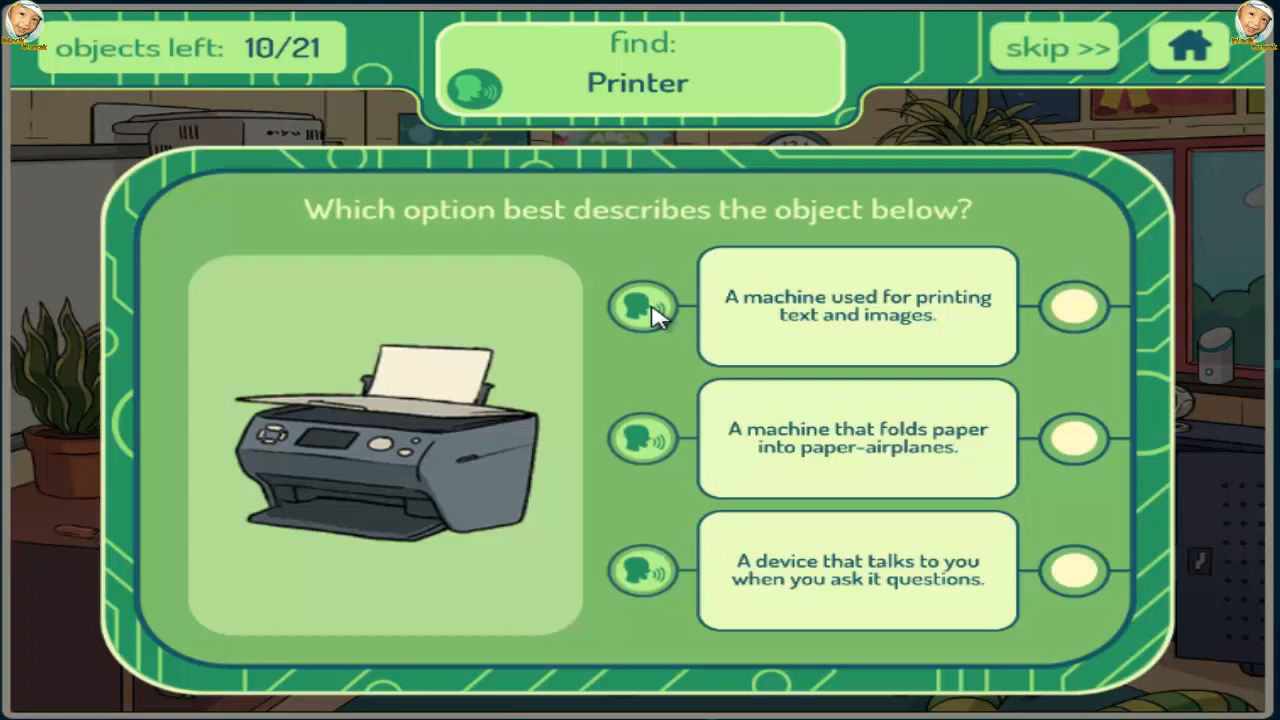 objects left: 10/21
find:
Printer
skip >>
Which option best describes the object below?
A machine used for printing
text and images.
A machine that folds paper
into paper-airplanes.
A device that talks to you
when you ask it questions.